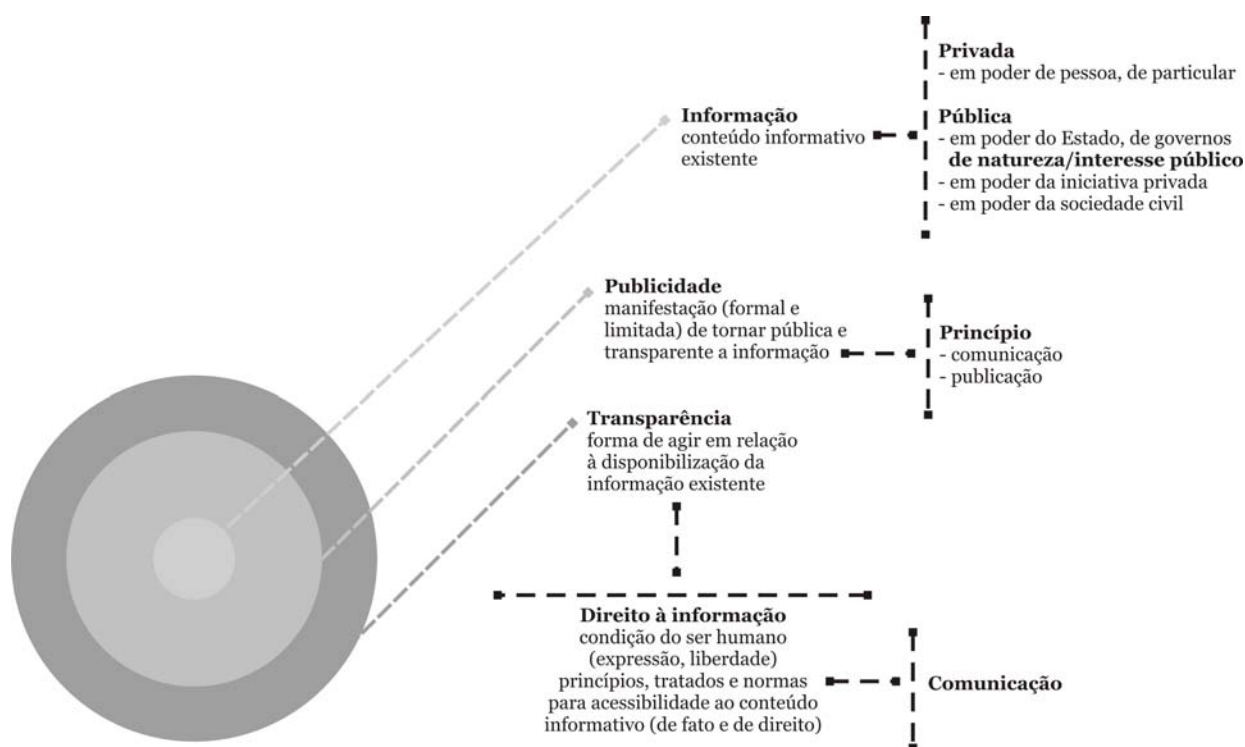 Privada
- em poder de pessoa, de particular
Informação
conteúdo informativo
existente
Pública
- em poder do Estado, de governos
de natureza/interesse público
- em poder da iniciativa privada
- em poder da sociedade civil
Publicidade
manifestação (formal e
limitada) de tornar pública e
transparente a informação
Princípio
- comunicação
- publicação
Transparência
forma de agir em relação
à disponibilização da
informação existente
Direito à informação
condição do ser humano
(expressão, liberdade)
princípios, tratados e normas
para acessibilidade ao conteúdo
informativo (de fato e de direito)
Comunicação